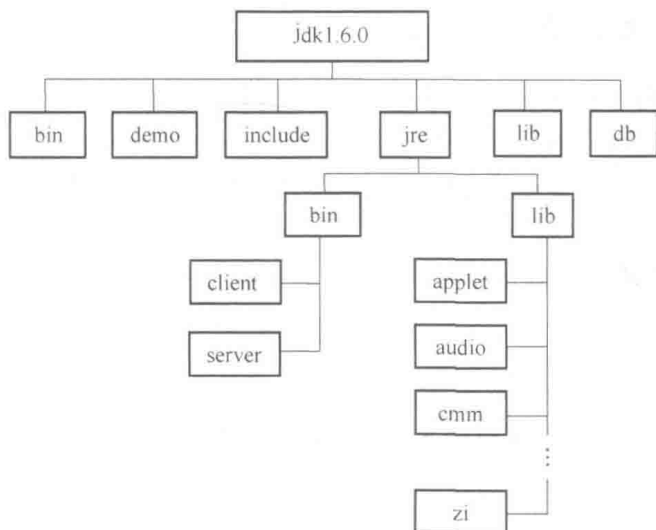 jdk1.6.0
bin demo include jre lib db
bin lib
client applet
server audio
cmm
⋮
zi